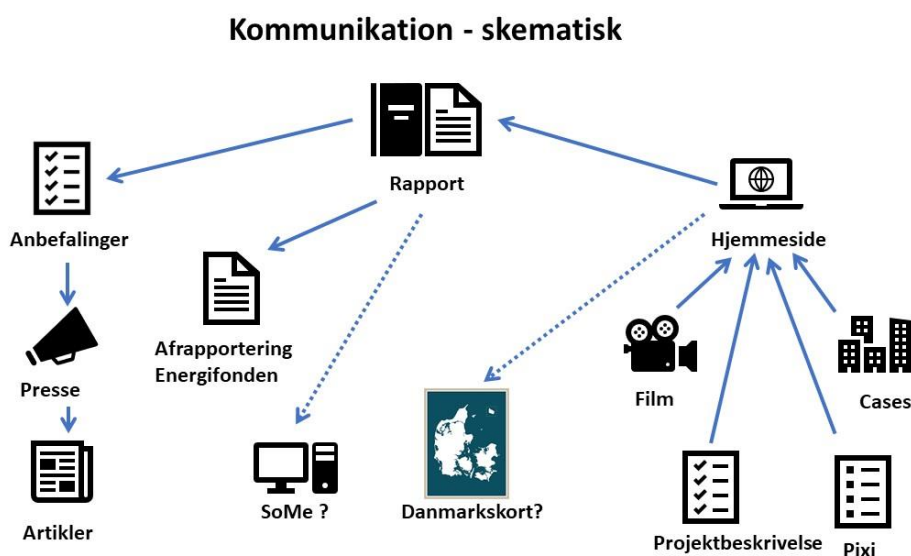 Kommunikation - skematisk
Rapport
Anbefalinger
Hjemmeside
Afrapportering
Energifonden
Presse
Film
Cases
Artikler
SoMe ?
Danmarkskort?
Projektbeskrivelse
Pixi